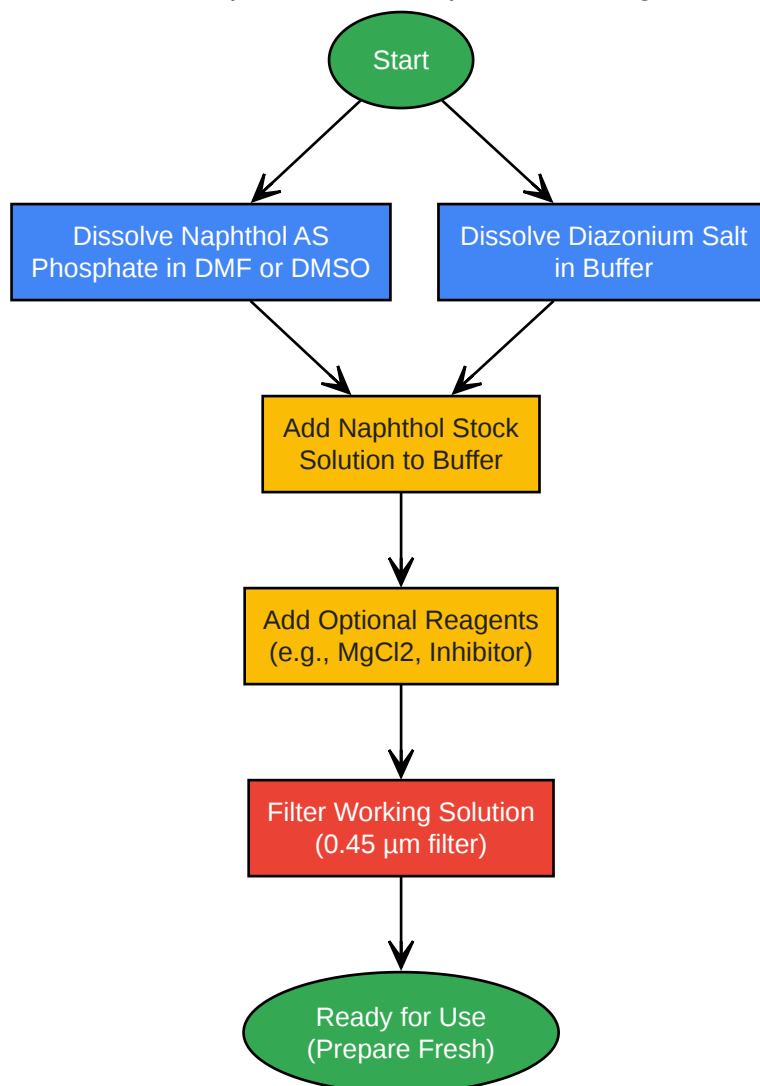 Start
Dissolve Naphthol AS
Phosphate in DMF or DMSO
Dissolve Diazonium Salt
in Buffer
Add Naphthol Stock
Solution to Buffer
Add Optional Reagents
(e.g., MgCl2, Inhibitor)
Filter Working Solution
(0.45 µm filter)
Ready for Use
(Prepare Fresh)